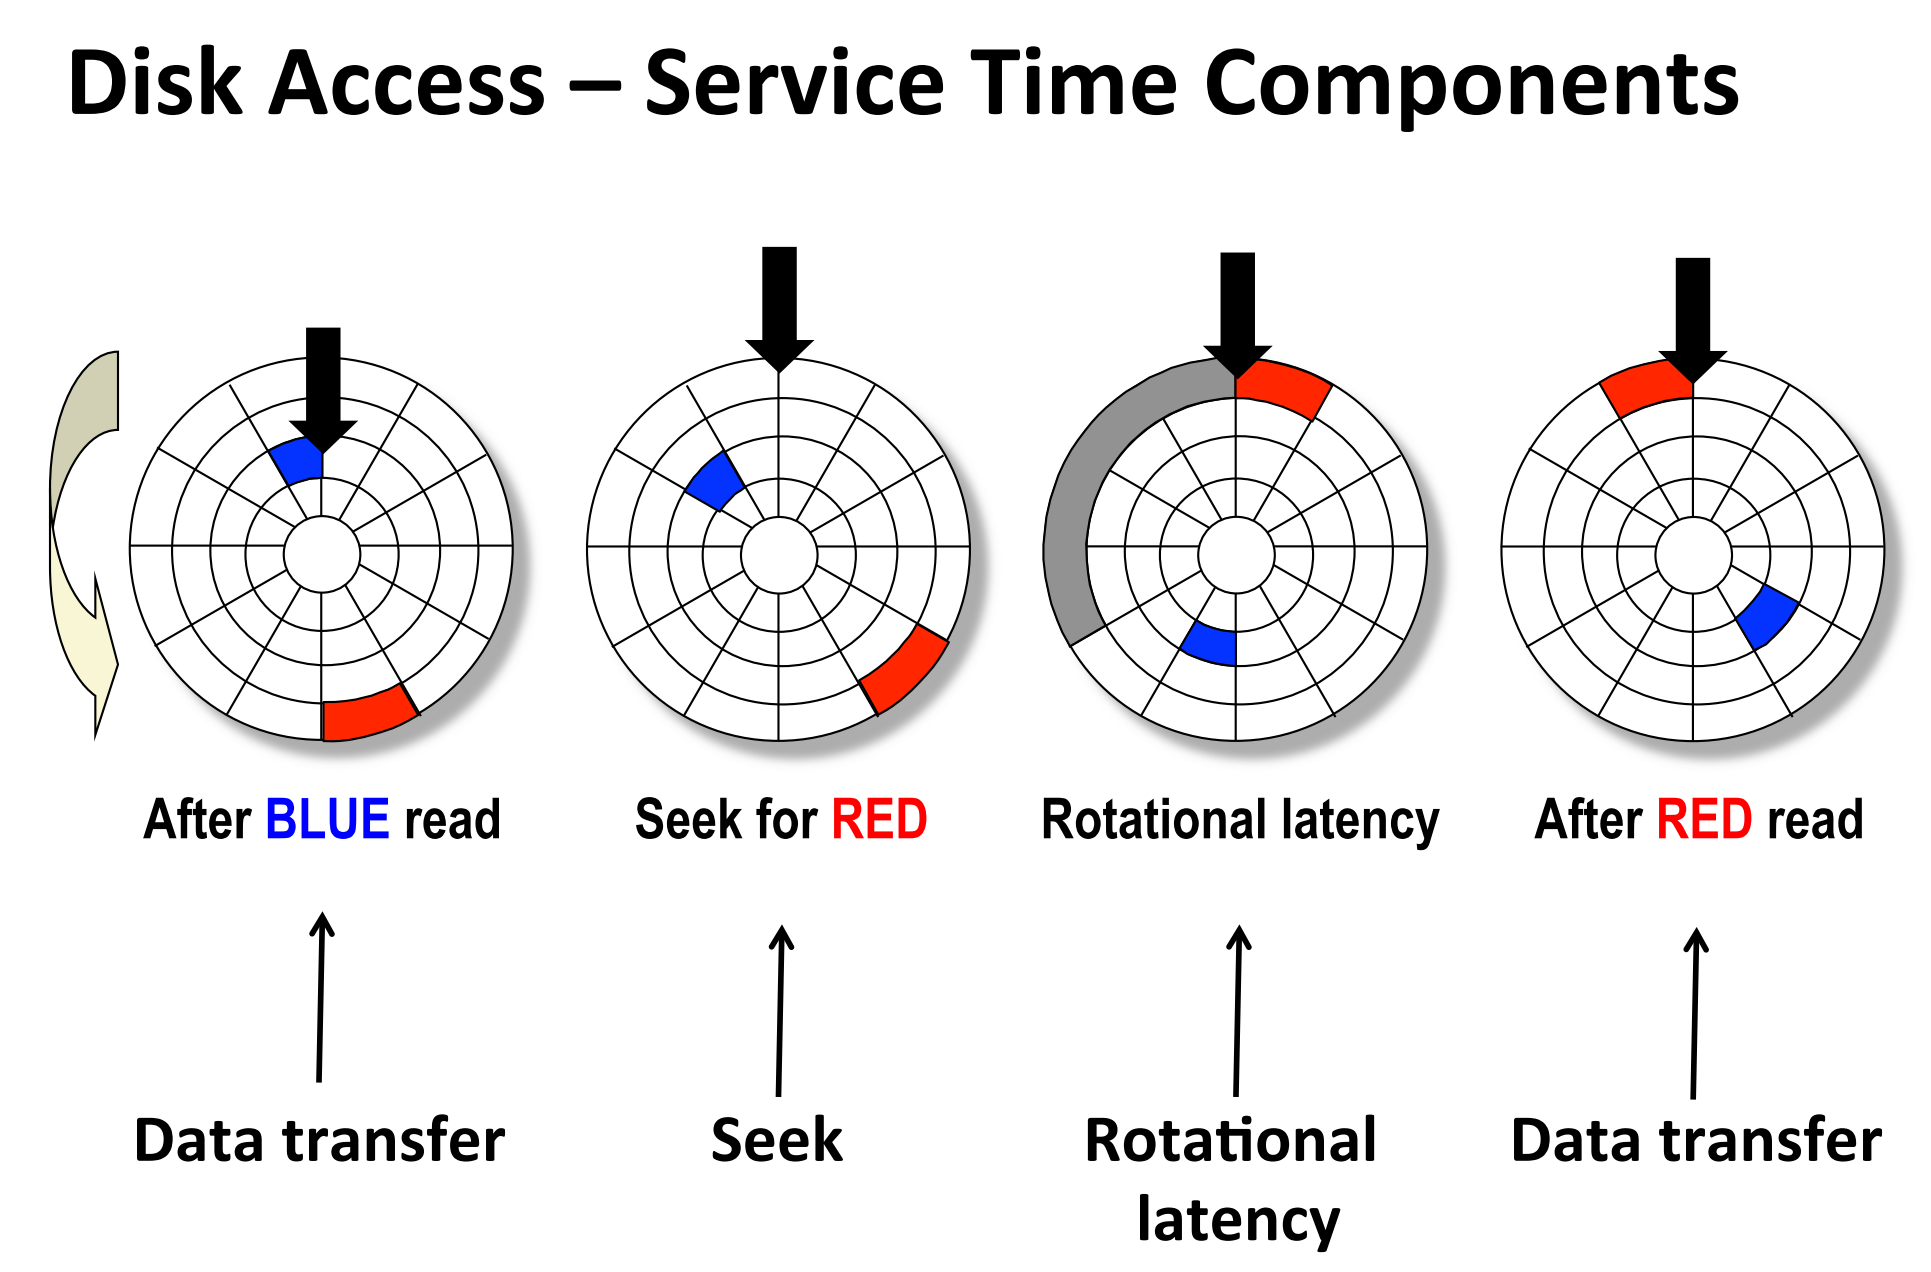 Disk Access – Service Time Components
After BLUE read
Seek for RED
Rotational latency
After RED read
Data transfer
Seek
Rotational
latency
Data transfer